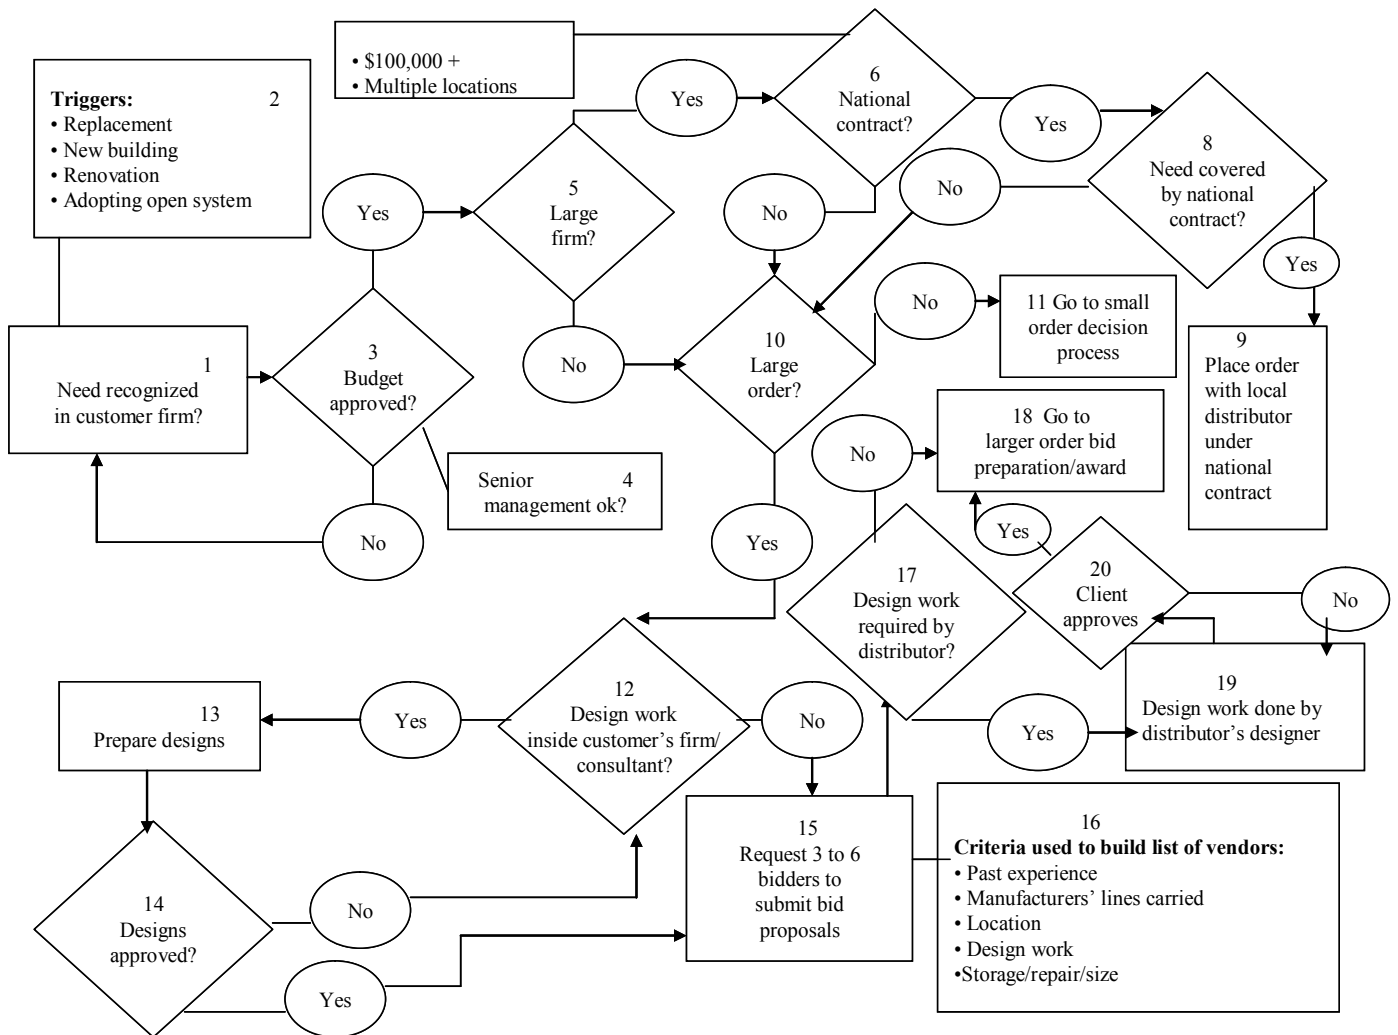 • $100,000 +
• Multiple locations
Triggers: 2
• Replacement
• New building
• Renovation
• Adopting open system
Yes
6
National
contract?
Yes
8
Need covered
by national
contract?
Yes
5
Large
firm?
No
No
Yes
1
Need recognized
in customer firm?
3
Budget
approved?
No
10
Large
order?
No
11 Go to small
order decision
process
9
Place order
with local
distributor
under
national
contract
Senior 4
management ok?
No
No
18 Go to
larger order bid
preparation/award
Yes
Yes
17
Design work
required by
distributor?
20
Client
approves
No
13
Prepare designs
Yes
12
Design work
inside customer’s firm/
consultant?
No
Yes
19
Design work done by
distributor’s designer
14
Designs
approved?
No
Yes
15
Request 3 to 6
bidders to
submit bid
proposals
16
Criteria used to build list of vendors:
• Past experience
• Manufacturers’ lines carried
• Location
• Design work
•Storage/repair/size